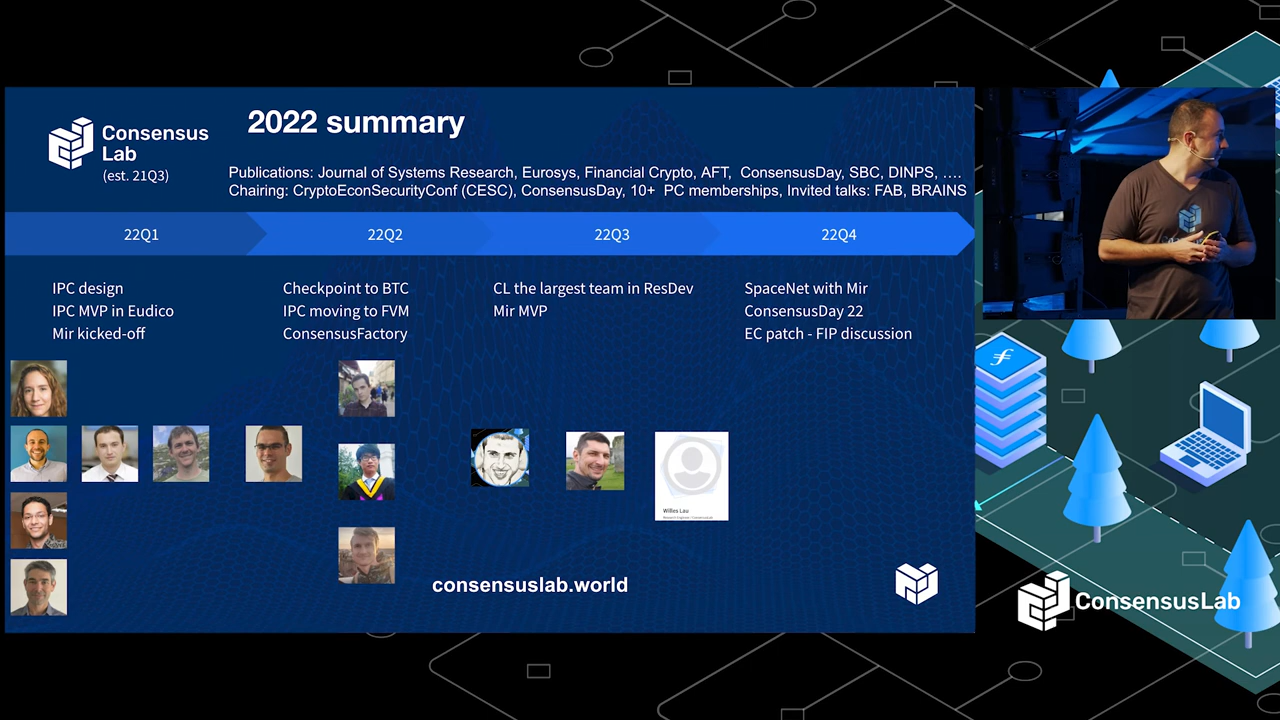 Consensus
Lab
(est. 21Q3)
2022 summary
Publications: Journal of Systems Research, Eurosys, Financial Crypto, AFT, ConsensusDay, SBC, DINPS, ….
Chairing: CryptoEconSecurityConf (CESC), ConsensusDay, 10+ PC memberships, Invited talks: FAB, BRAINS
22Q1
22Q2
22Q3
22Q4
IPC design
IPC MVP in Eudico
Mir kicked-off
Checkpoint to BTC
IPC moving to FVM
ConsensusFactory
CL the largest team in ResDev
Mir MVP
SpaceNet with Mir
ConsensusDay 22
EC patch - FIP discussion
Willes Lau
consensuslab.world
ConsensusLab